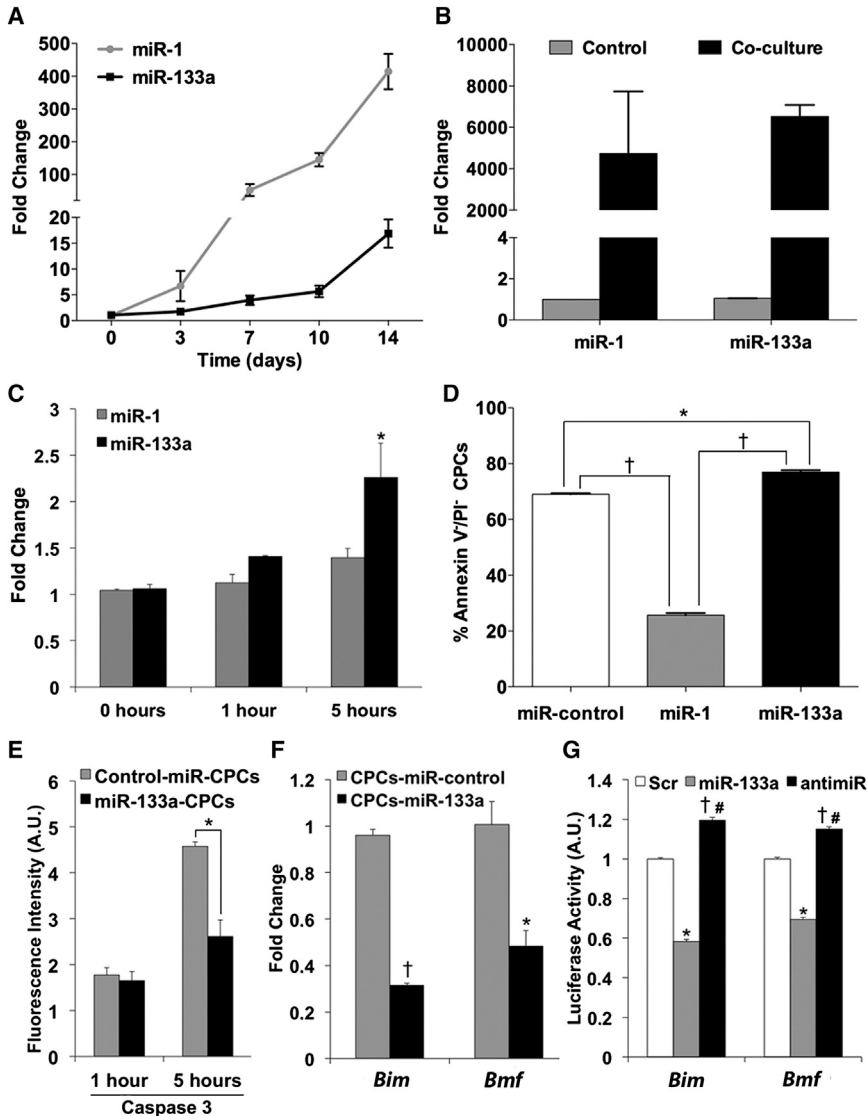 A
miR-1
miR-133a
Fold Change
500
400
300
200
100
20
15
10
5
0
0 3 7 10 14
Time (days)
B
Control Co-culture
Fold Change
10000
8000
6000
4000
2000
4
2
0
miR-1 miR-133a
C
miR-1
miR-133a
Fold Change
3
2.5
2
1.5
1
0.5
0
*
0 hours 1 hour 5 hours
D
% Annexin V-/PI- CPCs
100
80
60
40
20
0
*
† †
miR-control miR-1 miR-133a
E
Control-miR-CPCs
miR-133a-CPCs
Fluorescence Intensity (A.U.)
6
5
4
3
2
1
0
*
1 hour 5 hours
Caspase 3
F
CPCs-miR-control
CPCs-miR-133a
Fold Change
1.2
1
0.8
0.6
0.4
0.2
0
† *
Bim Bmf
G
Scr miR-133a antimiR
Luciferase Activity (A.U.)
1.4
1.2
1
0.8
0.6
0.4
0.2
0
* †# * †#
Bim Bmf